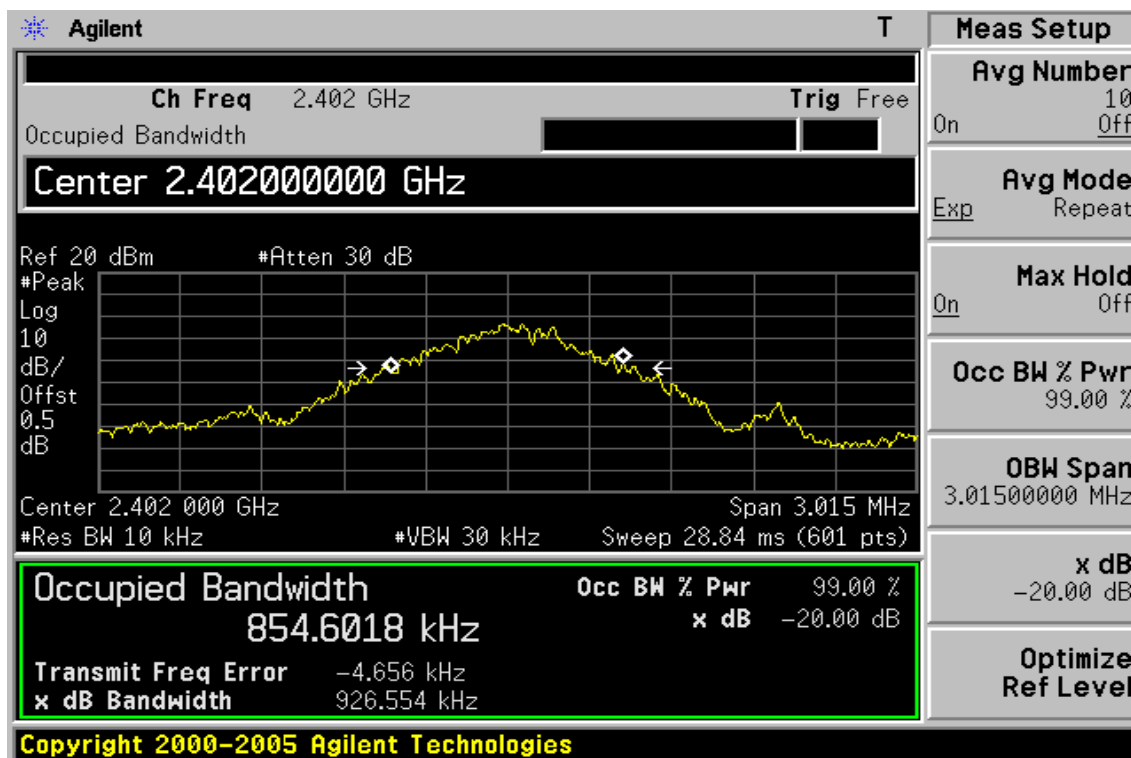 Agilent T
Ch Freq 2.402 GHz Trig Free
Occupied Bandwidth
Center 2.402000000 GHz
Ref 20 dBm #Atten 30 dB
#Peak
Log
10
dB/
Offst
0.5
dB
Center 2.402 000 GHz Span 3.015 MHz
#Res BW 10 kHz #VBW 30 kHz Sweep 28.84 ms (601 pts)
Occupied Bandwidth Occ BW % Pwr 99.00 %
854.6018 kHz x dB -20.00 dB
Transmit Freq Error -4.656 kHz
x dB Bandwidth 926.554 kHz
Copyright 2000-2005 Agilent Technologies
Meas Setup
Avg Number
10
On Off
Avg Mode
Exp Repeat
Max Hold
On Off
Occ BW % Pwr
99.00 %
OBW Span
3.01500000 MHz
x dB
-20.00 dB
Optimize
Ref Level